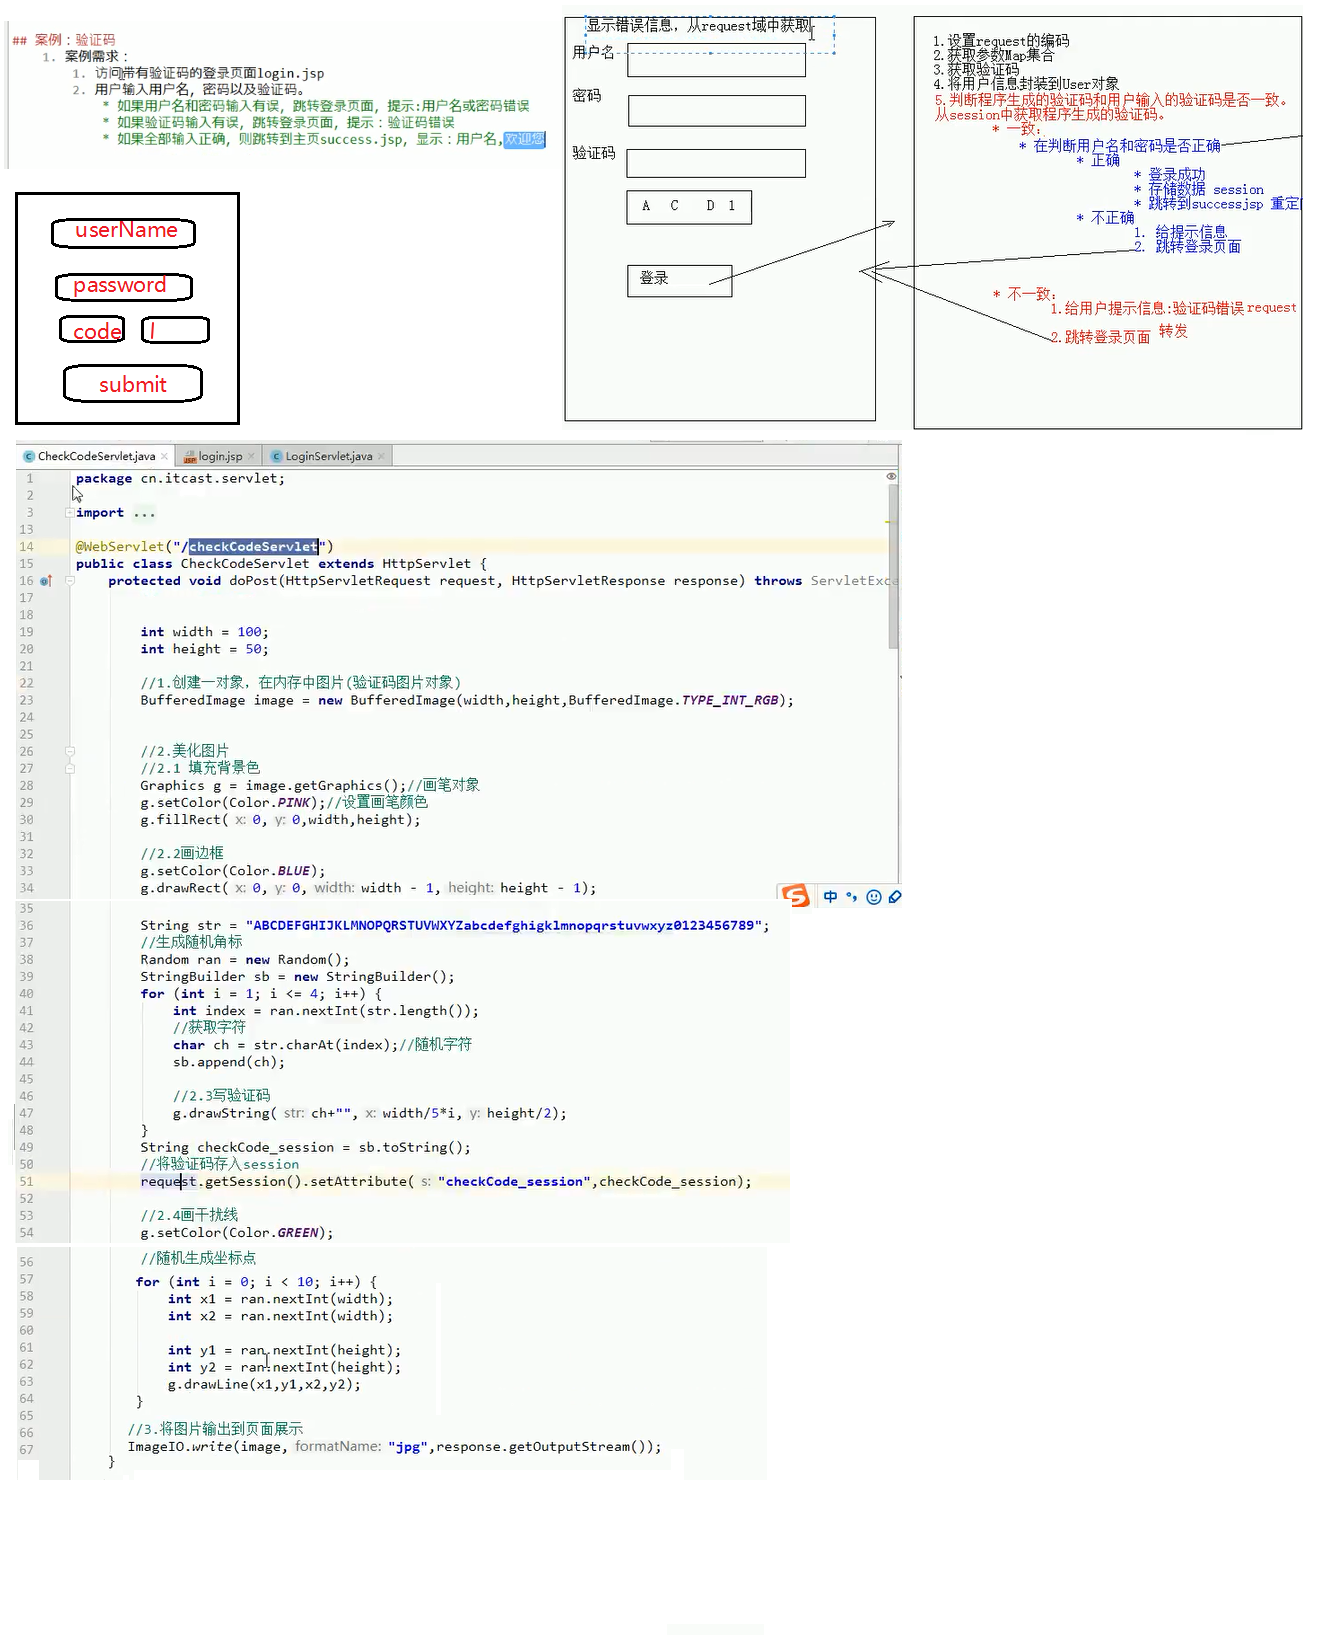 ## 案例：验证码
1. 案例需求：
1. 访问带有验证码的登录页面login.jsp
2. 用户输入用户名，密码以及验证码。
* 如果用户名和密码输入有误，跳转登录页面，提示:用户名或密码错误
* 如果验证码输入有误，跳转登录页面，提示：验证码错误
* 如果全部输入正确，则跳转到主页success.jsp，显示：用户名,欢迎您
userName
password
code
submit
显示错误信息，从request域中获取
用户名
密码
验证码
A C D 1
登录
1.设置request的编码
2.获取参数Map集合
3.获取验证码
4.将用户信息封装到User对象
5.判断程序生成的验证码和用户输入的验证码是否一致。
从session中获取程序生成的验证码。
* 一致：
* 在判断用户名和密码是否正确
* 正确
* 登录成功
* 存储数据 session
* 跳转到successjsp 重定
* 不正确
1. 给提示信息
2. 跳转登录页面
* 不一致：
1.给用户提示信息:验证码错误 request
2.跳转登录页面 转发
CheckCodeServlet.java login.jsp LoginServlet.java
1 package cn.itcast.servlet;
2
3 import ...
13
14 @WebServlet("/checkCodeServlet")
15 public class CheckCodeServlet extends HttpServlet {
16 protected void doPost(HttpServletRequest request, HttpServletResponse response) throws ServletExce
17
18
19 int width = 100;
20 int height = 50;
21
22 //1.创建一对象，在内存中图片(验证码图片对象)
23 BufferedImage image = new BufferedImage(width,height,BufferedImage.TYPE_INT_RGB);
24
25
26 //2.美化图片
27 //2.1 填充背景色
28 Graphics g = image.getGraphics();//画笔对象
29 g.setColor(Color.PINK);//设置画笔颜色
30 g.fillRect( x: 0, y: 0,width,height);
31
32 //2.2画边框
33 g.setColor(Color.BLUE);
34 g.drawRect( x: 0, y: 0, width: width - 1, height: height - 1);
中
35
36 String str = "ABCDEFGHIJKLMNOPQRSTUVWXYZabcdefghigklmnopqrstuvwxyz0123456789";
37 //生成随机角标
38 Random ran = new Random();
39 StringBuilder sb = new StringBuilder();
40 for (int i = 1; i <= 4; i++) {
41 int index = ran.nextInt(str.length());
42 //获取字符
43 char ch = str.charAt(index);//随机字符
44 sb.append(ch);
45
46 //2.3写验证码
47 g.drawString( str: ch+"", x: width/5*i, y: height/2);
48 }
49 String checkCode_session = sb.toString();
50 //将验证码存入session
51 request.getSession().setAttribute( s: "checkCode_session",checkCode_session);
52
53 //2.4画干扰线
54 g.setColor(Color.GREEN);
56 //随机生成坐标点
57 for (int i = 0; i < 10; i++) {
58 int x1 = ran.nextInt(width);
59 int x2 = ran.nextInt(width);
60
61 int y1 = ran.nextInt(height);
62 int y2 = ran.nextInt(height);
63 g.drawLine(x1,y1,x2,y2);
64 }
65
66 //3.将图片输出到页面展示
67 ImageIO.write(image, formatName: "jpg",response.getOutputStream());
}